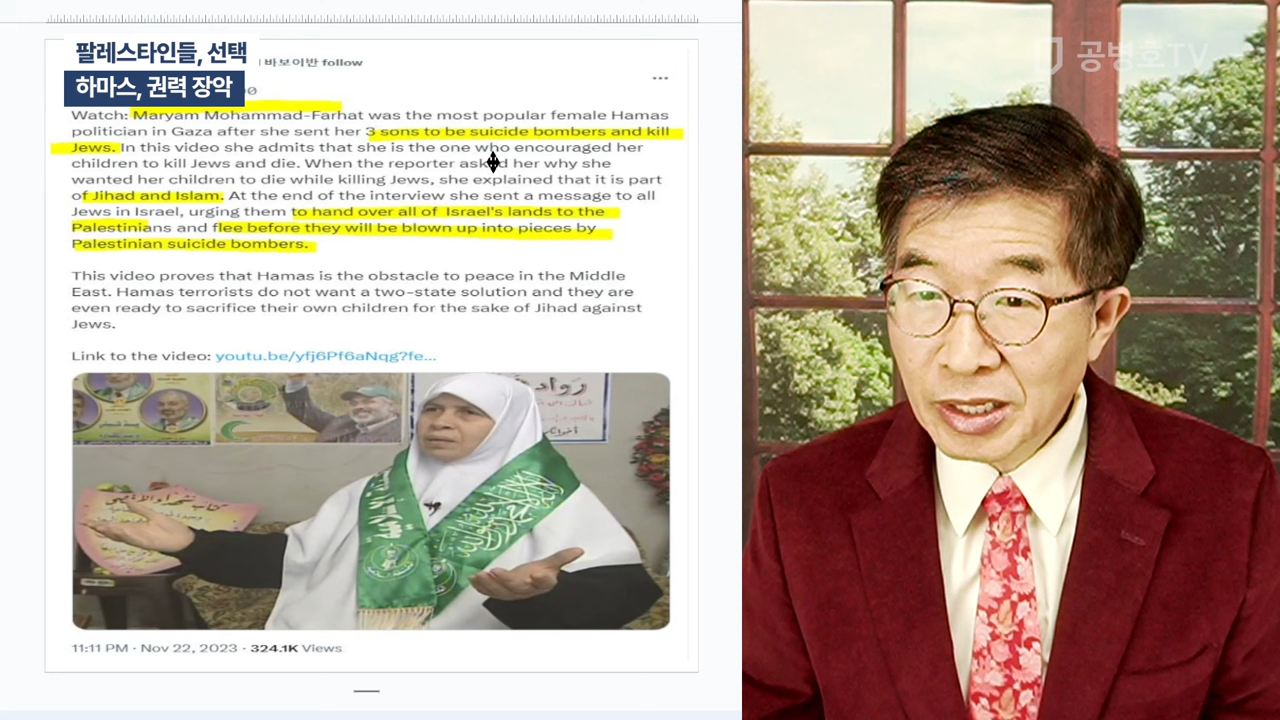 팔레스타인들, 선택
하마스, 권력 장악
바보이반 follow
공병호TV
Watch: Maryam Mohammad-Farhat was the most popular female Hamas
politician in Gaza after she sent her 3 sons to be suicide bombers and kill
Jews. In this video she admits that she is the one who encouraged her
children to kill Jews and die. When the reporter asked her why she
wanted her children to die while killing Jews, she explained that it is part
of Jihad and Islam. At the end of the interview she sent a message to all
Jews in Israel, urging them to hand over all of Israel's lands to the
Palestinians and flee before they will be blown up into pieces by
Palestinian suicide bombers.
This video proves that Hamas is the obstacle to peace in the Middle
East. Hamas terrorists do not want a two-state solution and they are
even ready to sacrifice their own children for the sake of Jihad against
Jews.
Link to the video: youtu.be/yfj6Pf6aNqg?fe...
11:11 PM · Nov 22, 2023 · 324.1K Views